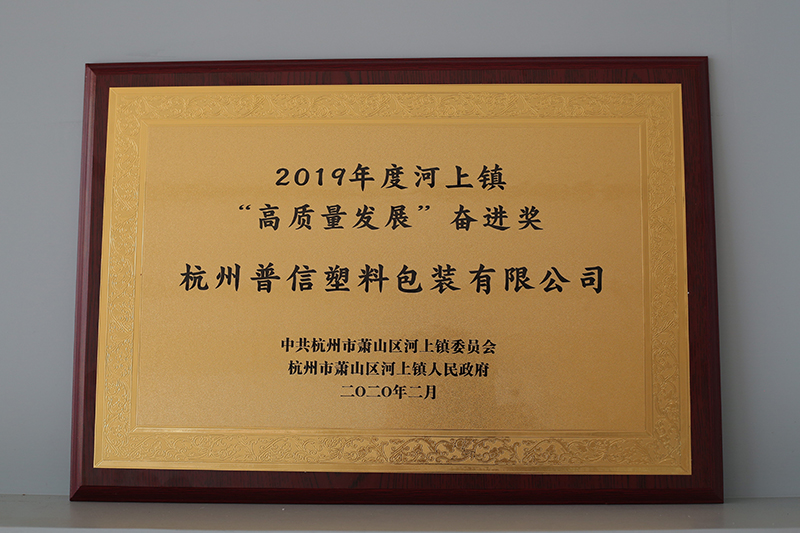 2019年度河上镇
“高质量发展”奋进奖
杭州普信塑料包装有限公司
中共杭州市萧山区河上镇委员会
杭州市萧山区河上镇人民政府
二〇二〇年二月